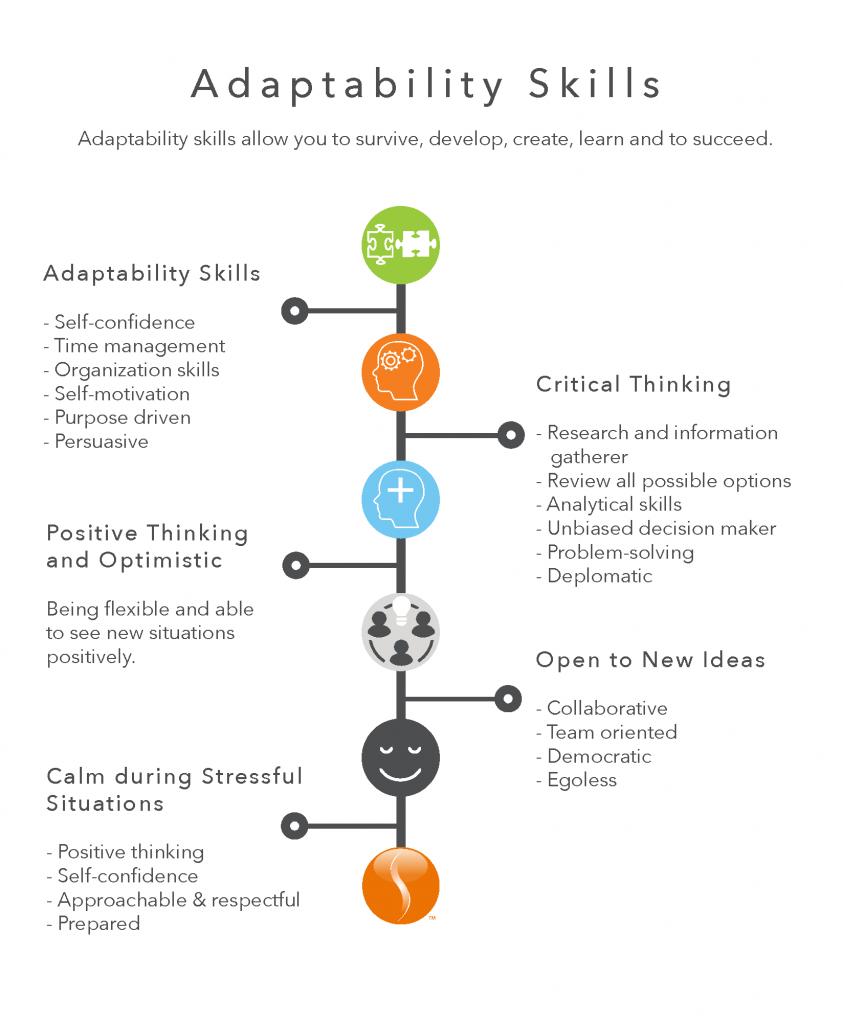 Adaptability Skills
Adaptability skills allow you to survive, develop, create, learn and to succeed.
Adaptability Skills
- Self-confidence
- Time management
- Organization skills
- Self-motivation
- Purpose driven
- Persuasive
Critical Thinking
- Research and information
gatherer
- Review all possible options
- Analytical skills
- Unbiased decision maker
- Problem-solving
- Deplomatic
Positive Thinking
and Optimistic
Being flexible and able
to see new situations
positively.
Open to New Ideas
- Collaborative
- Team oriented
- Democratic
- Egoless
Calm during Stressful
Situations
- Positive thinking
- Self-confidence
- Approachable & respectful
- Prepared
TM